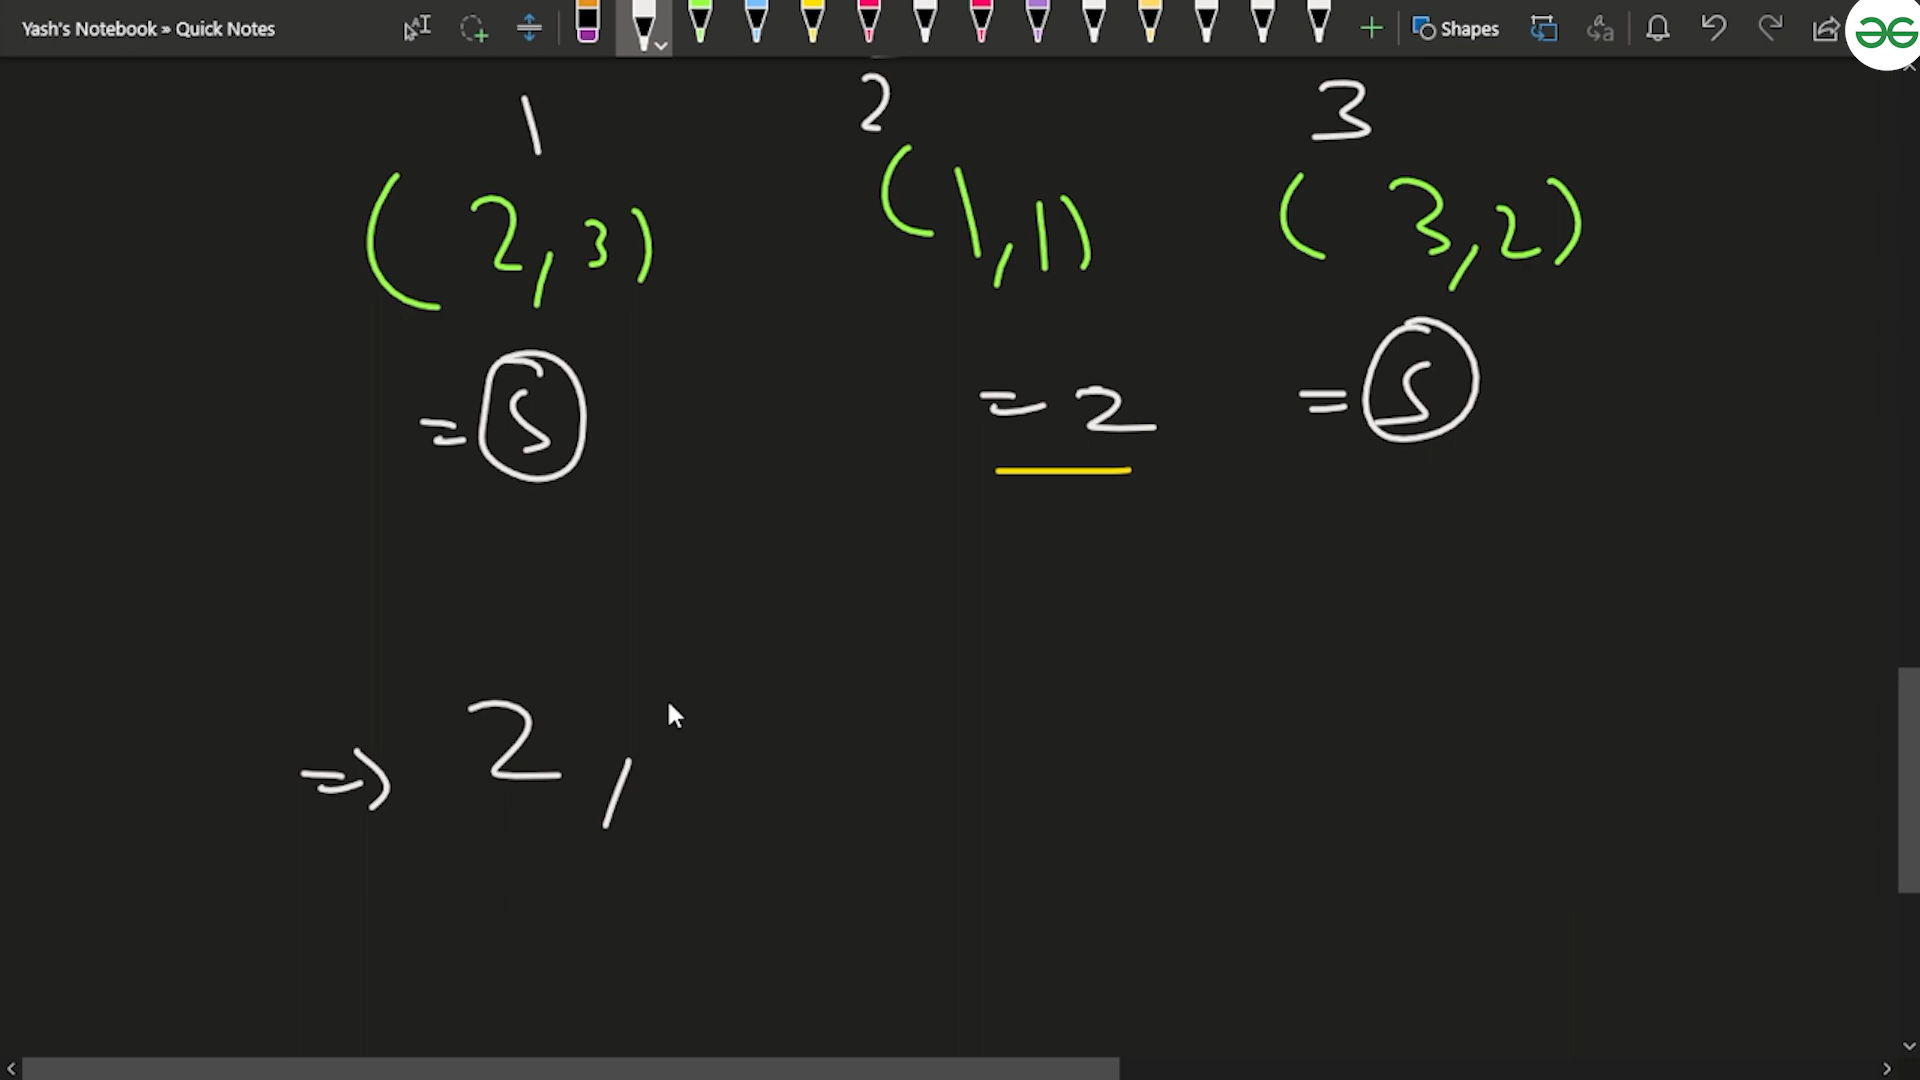 Yash's Notebook » Quick Notes Shapes
1 2 3
(2,3) (1,1) (3,2)
=5 =2 =5
=> 2,